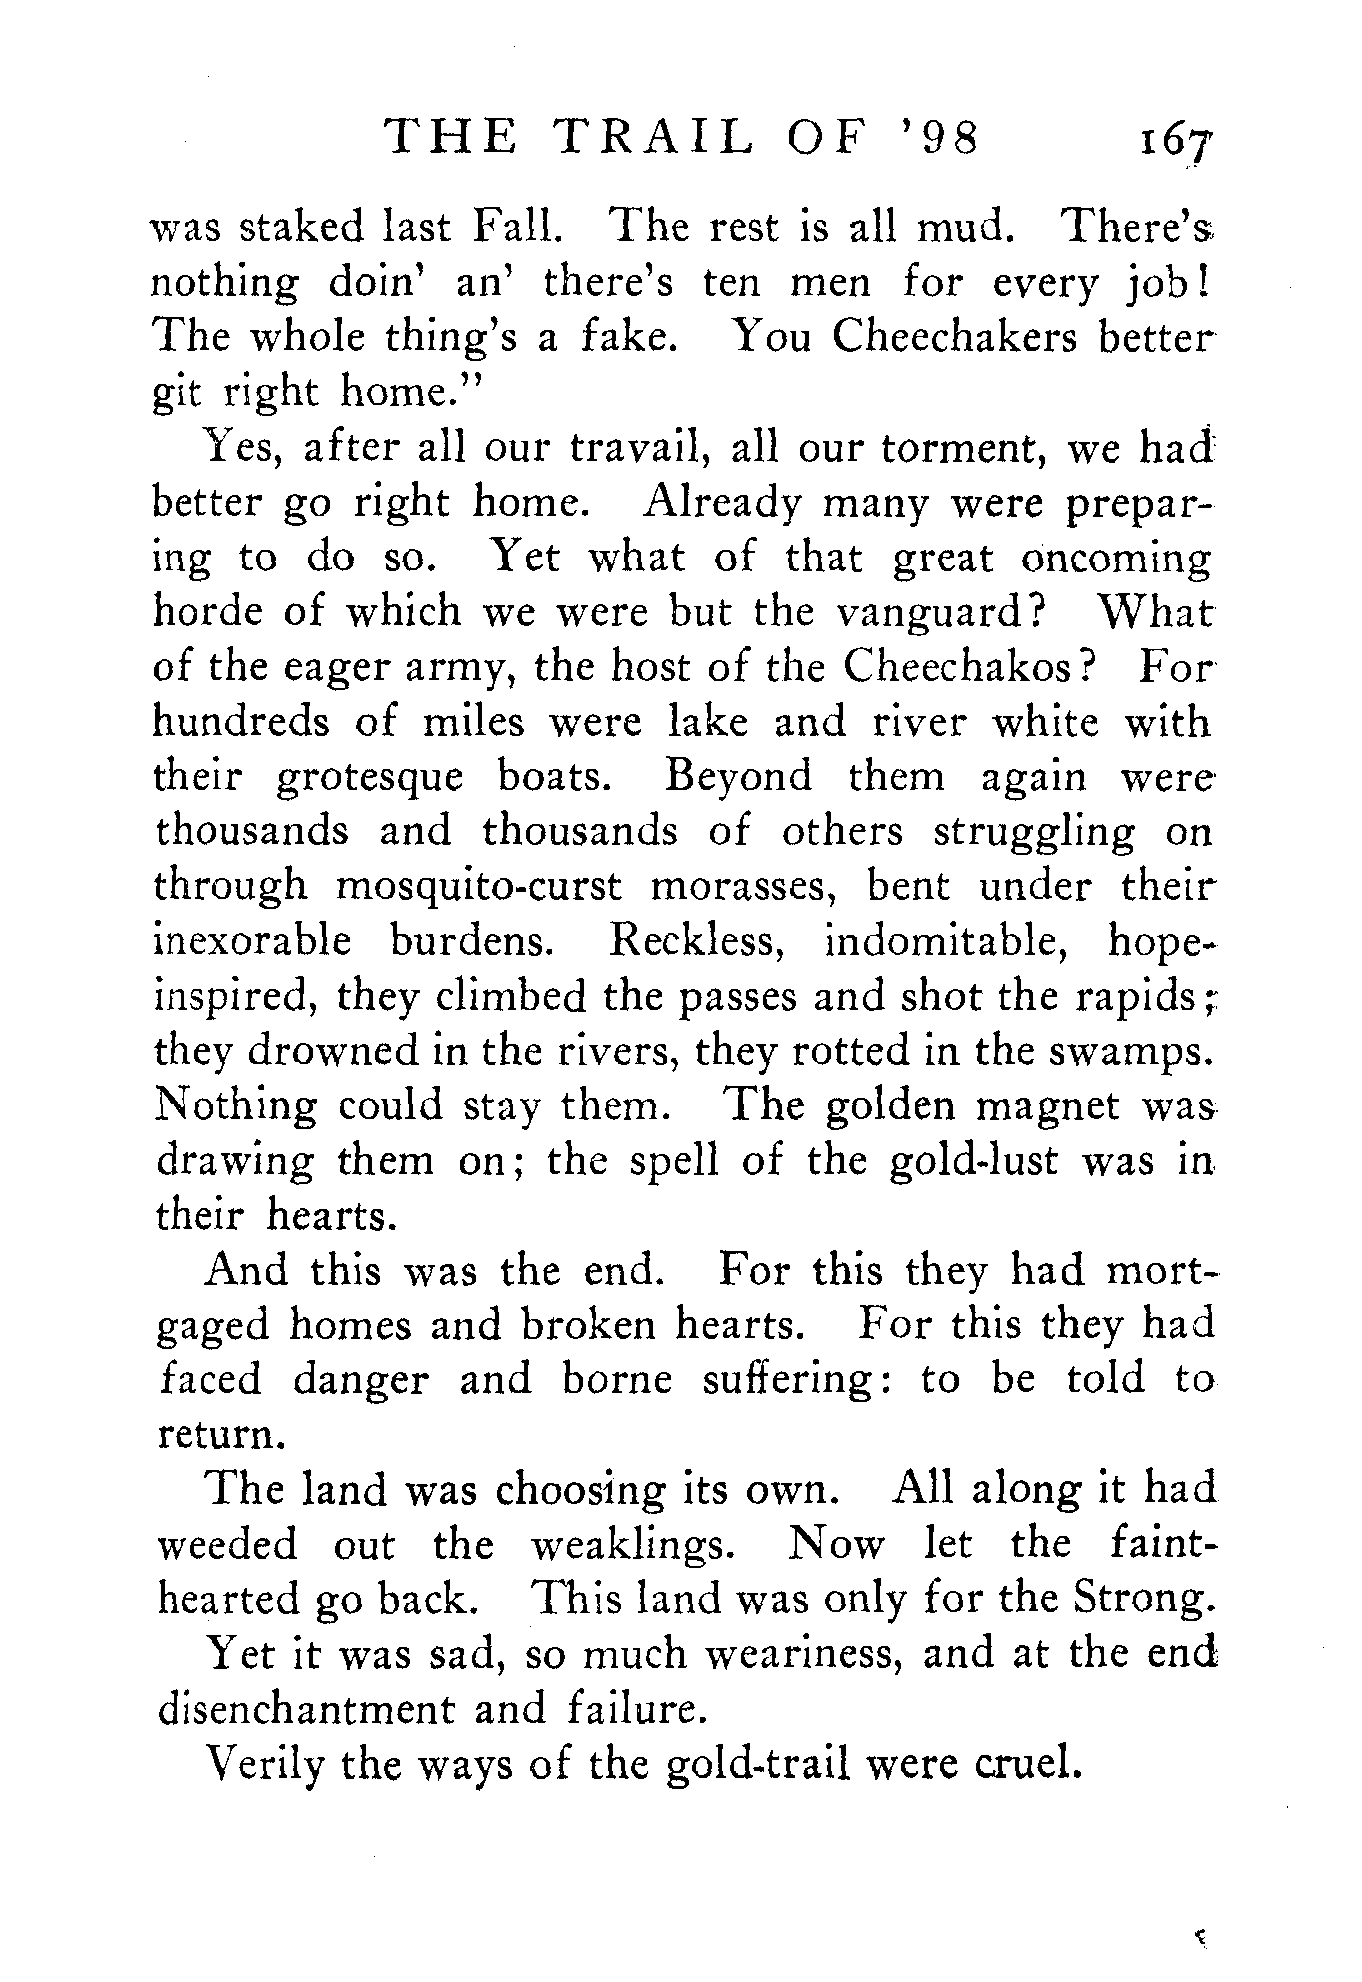 THE TRAIL OF '98 167
was staked last Fall. The rest is all mud. There's
nothing doin' an' there's ten men for every job!
The whole thing's a fake. You Cheechakers better
git right home."
Yes, after all our travail, all our torment, we had
better go right home. Already many were prepar-
ing to do so. Yet what of that great oncoming
horde of which we were but the vanguard? What
of the eager army, the host of the Cheechakos? For
hundreds of miles were lake and river white with
their grotesque boats. Beyond them again were
thousands and thousands of others struggling on
through mosquito-curst morasses, bent under their
inexorable burdens. Reckless, indomitable, hope-
inspired, they climbed the passes and shot the rapids;
they drowned in the rivers, they rotted in the swamps.
Nothing could stay them. The golden magnet was
drawing them on; the spell of the gold-lust was in
their hearts.
And this was the end. For this they had mort-
gaged homes and broken hearts. For this they had
faced danger and borne suffering: to be told to
return.
The land was choosing its own. All along it had
weeded out the weaklings. Now let the faint-
hearted go back. This land was only for the Strong.
Yet it was sad, so much weariness, and at the end
disenchantment and failure.
Verily the ways of the gold-trail were cruel.